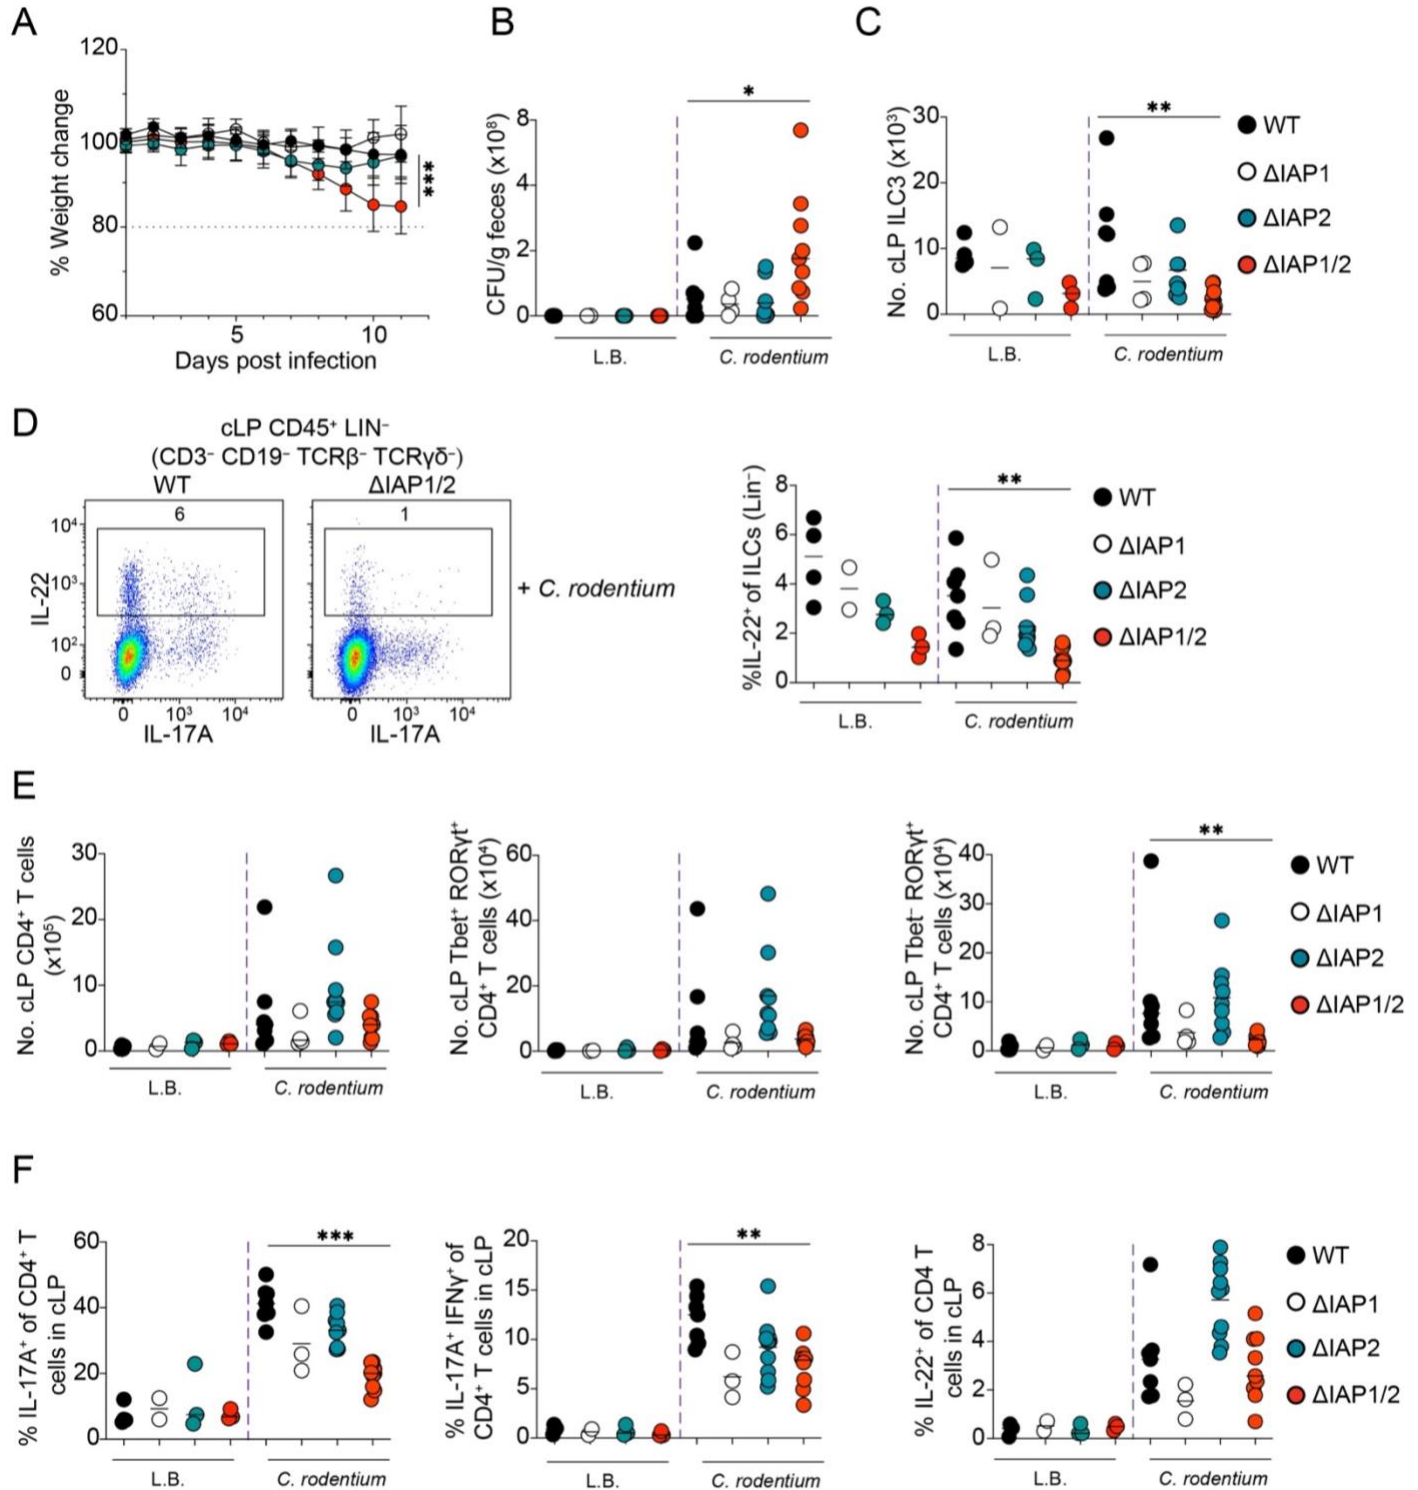 A
120
100
80
60
% Weight change
5
10
Days post infection
***
B
8
4
2
0
CFU/g feces (x10⁸)
*
L.B.
C. rodentium
C
30
20
10
0
No. cLP ILC3 (x10³)
**
L.B.
C. rodentium
WT
ΔIAP1
ΔIAP2
ΔIAP1/2
D
cLP CD45⁺ LIN⁻
(CD3⁻ CD19⁻ TCRβ⁻ TCRγδ⁻)
WT
ΔIAP1/2
6
1
10⁴
10³
10²
0
IL-22
0
10³
10⁴
IL-17A
0
10³
10⁴
IL-17A
+ C. rodentium
8
6
4
2
0
%IL-22⁺ of ILCs (Lin⁻)
**
L.B.
C. rodentium
WT
ΔIAP1
ΔIAP2
ΔIAP1/2
E
No. cLP CD4⁺ T cells
(x10⁵)
30
20
10
0
L.B.
C. rodentium
No. cLP Tbet⁺ RORγt⁺
CD4⁺ T cells (x10⁴)
60
40
20
0
L.B.
C. rodentium
No. cLP Tbet⁻ RORγt⁺
CD4⁺ T cells (x10⁴)
40
30
20
10
0
**
L.B.
C. rodentium
WT
ΔIAP1
ΔIAP2
ΔIAP1/2
F
% IL-17A⁺ of CD4⁺ T
cells in cLP
60
40
20
0
***
L.B.
C. rodentium
% IL-17A⁺ IFNγ⁺ of
CD4⁺ T cells in cLP
20
15
10
5
0
**
L.B.
C. rodentium
% IL-22⁺ of CD4 T
cells in cLP
8
6
4
2
0
L.B.
C. rodentium
WT
ΔIAP1
ΔIAP2
ΔIAP1/2